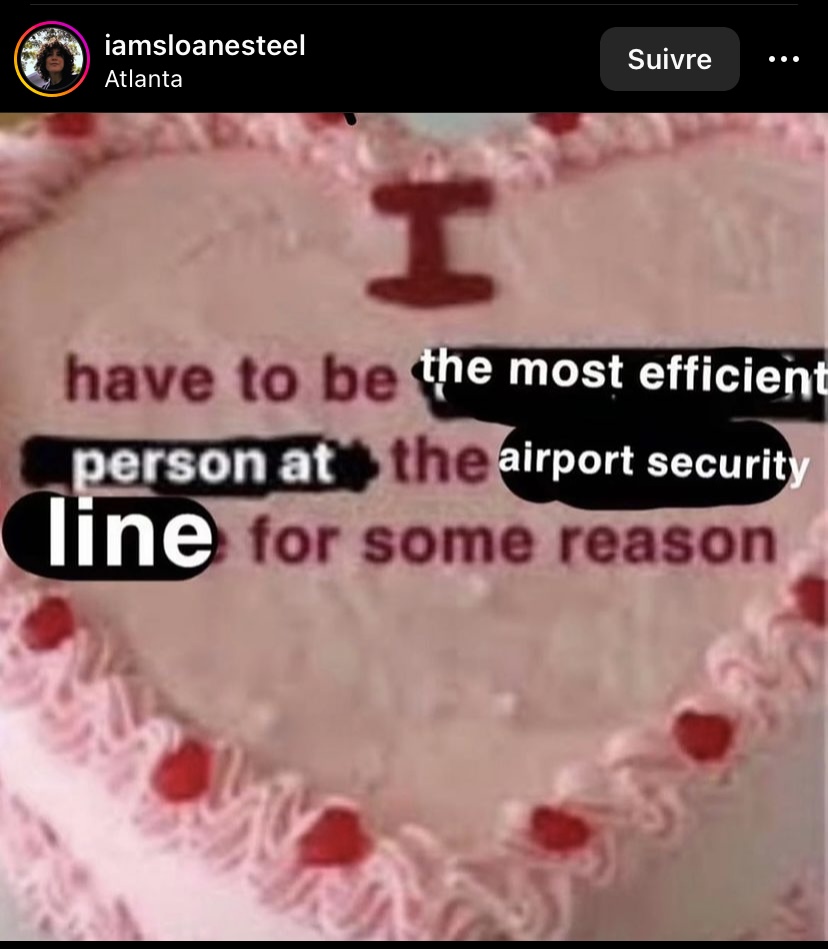 iamsloanesteel
Atlanta
Suivre
I
have to be the most efficient
person at the airport security
line for some reason